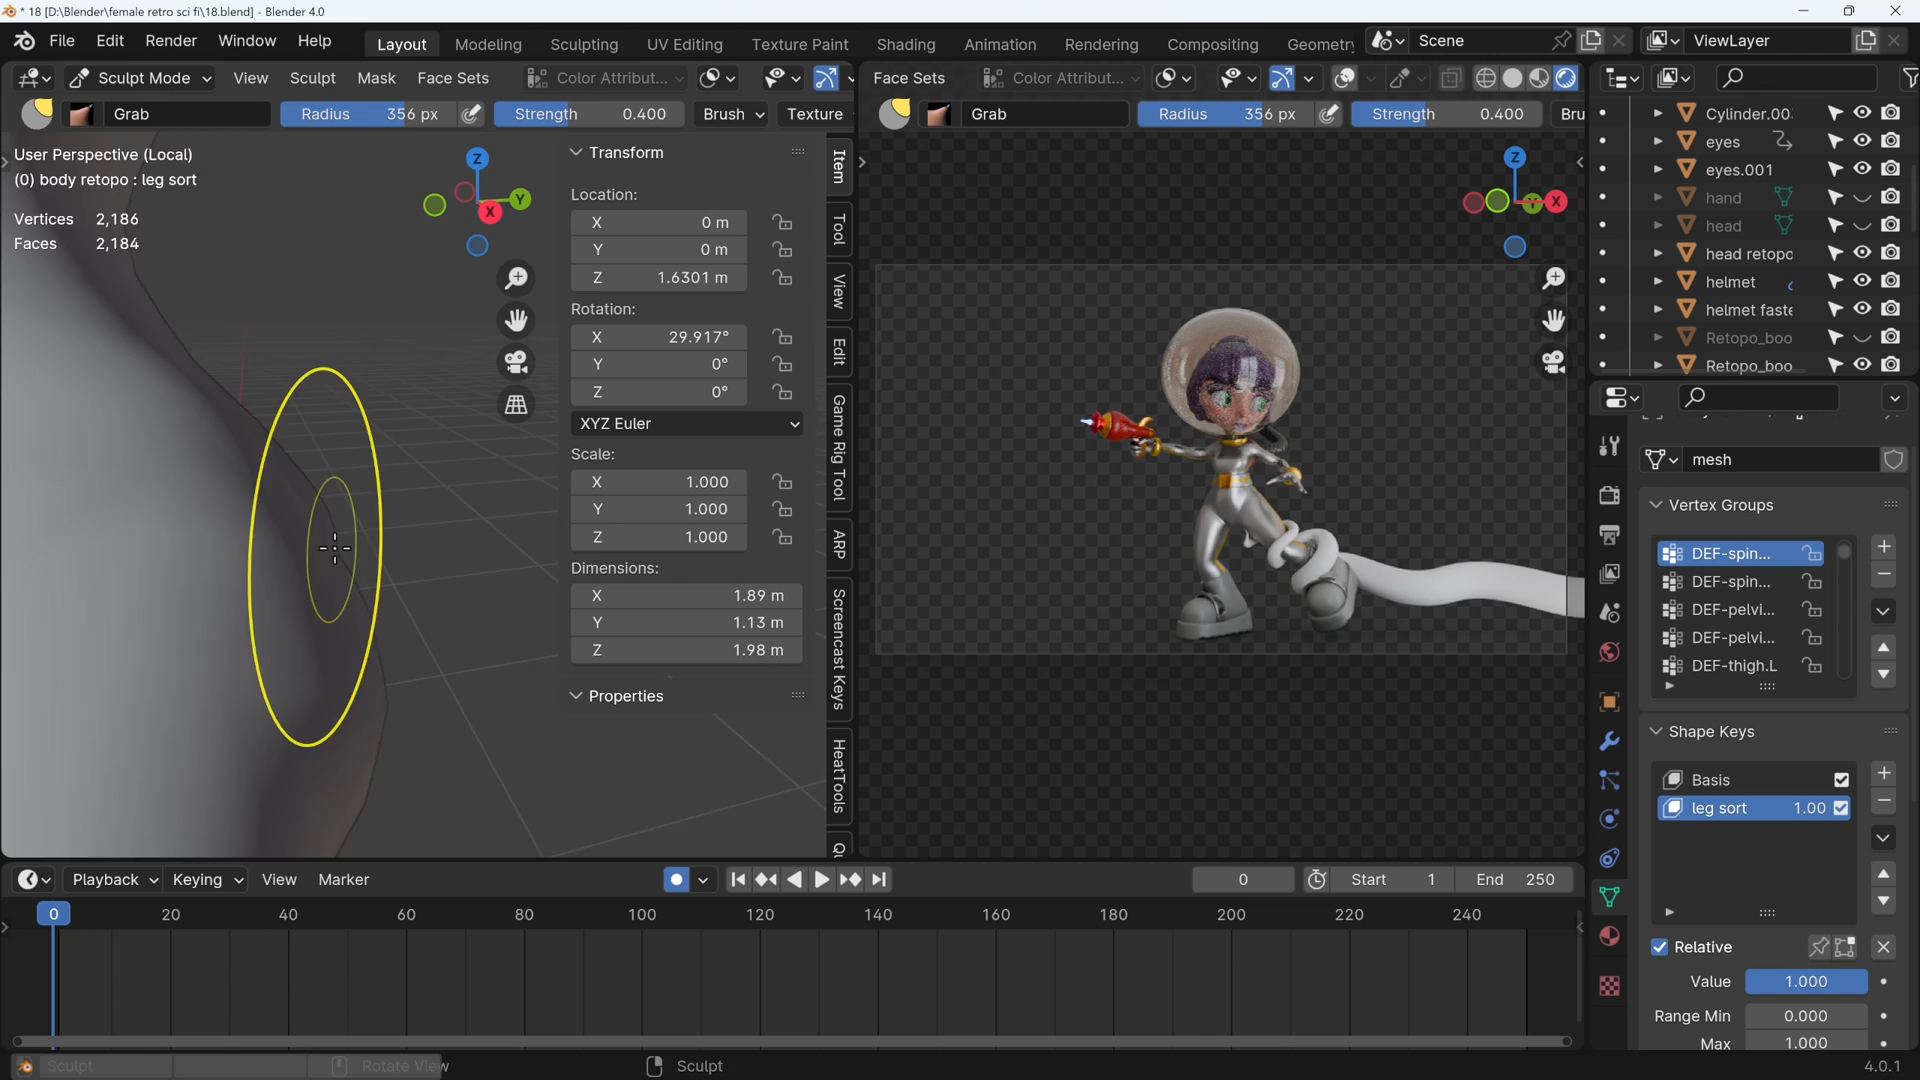 * 18 [D:\Blender\female retro sci fi\18.blend] - Blender 4.0
File Edit Render Window Help
Layout Modeling Sculpting UV Editing Texture Paint Shading Animation Rendering Compositing Geometry
Scene
ViewLayer
Sculpt Mode View Sculpt Mask Face Sets Color Attribut...
Face Sets Color Attribut...
Grab Radius 356 px Strength 0.400 Brush Texture
Grab Radius 356 px Strength 0.400 Bru
User Perspective (Local)
(0) body retopo : leg sort
Vertices 2,186
Faces 2,184
Z
Y
X
Transform
Location:
X 0 m
Y 0 m
Z 1.6301 m
Rotation:
X 29.917°
Y 0°
Z 0°
XYZ Euler
Scale:
X 1.000
Y 1.000
Z 1.000
Dimensions:
X 1.89 m
Y 1.13 m
Z 1.98 m
Properties
Item
Tool
View
Edit
Game Rig Tool
ARP
Screencast Keys
HeatTools
Z
Y
X
Cylinder.00
eyes
eyes.001
hand
head
head retopo
helmet
helmet faste
Retopo_boo
Retopo_boo
mesh
Vertex Groups
DEF-spin...
DEF-spin...
DEF-pelvi...
DEF-pelvi...
DEF-thigh.L
Shape Keys
Basis
leg sort 1.00
Relative
Value 1.000
Range Min 0.000
Max 1.000
Playback Keying View Marker
0 Start 1 End 250
0 20 40 60 80 100 120 140 160 180 200 220 240
Sculpt Rotate View Sculpt
4.0.1